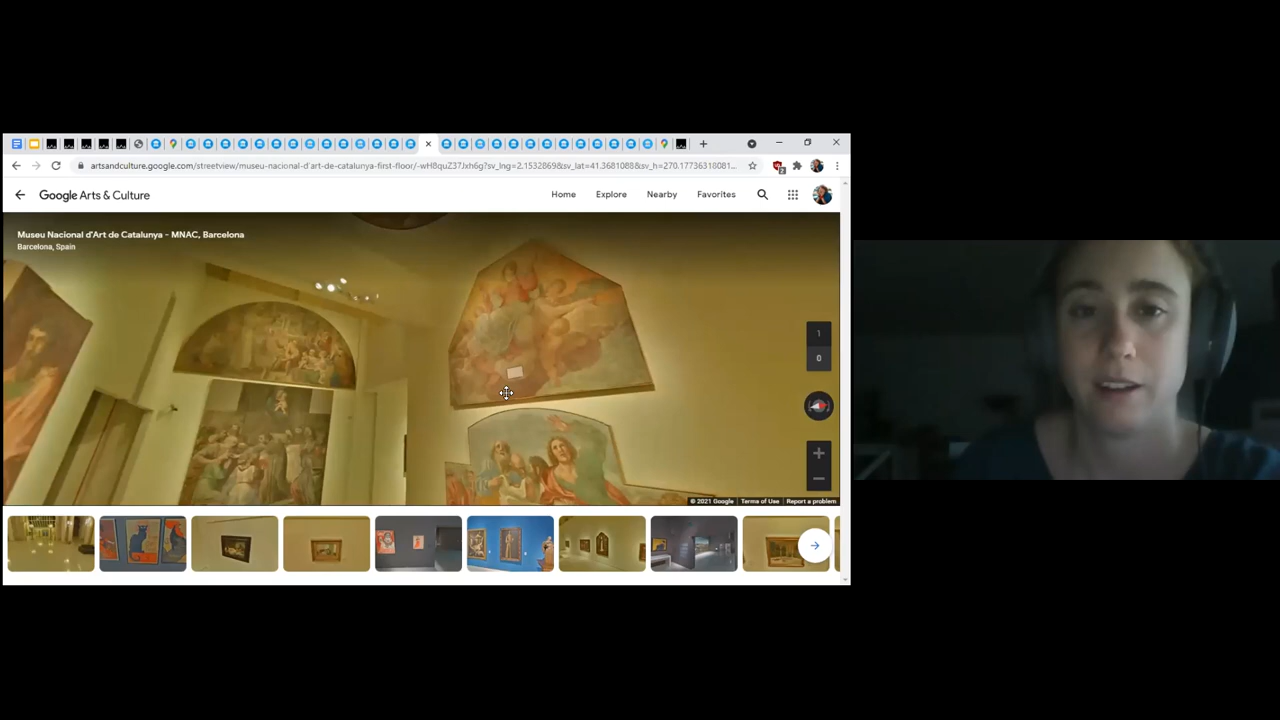 artsandculture.google.com/streetview/museu-nacional-d'art-de-catalunya-first-floor/-wH8quZ37Jxh6g?sv_lng=2.1532869&sv_lat=41.3681088&sv_h=270.17736318081...
Google Arts & Culture
Home Explore Nearby Favorites
Museu Nacional d'Art de Catalunya - MNAC, Barcelona
Barcelona, Spain
1
0
© 2021 Google Terms of Use Report a problem